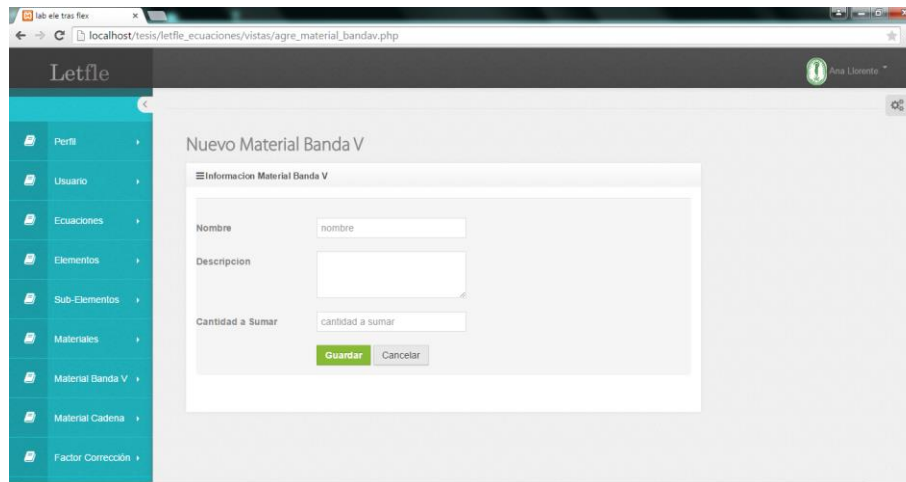 lab ele tras flex
localhost/tesis/letfle_ecuaciones/vistas/agre_material_bandav.php
Letfle
Ana Llorente
Perfil
Usuario
Ecuaciones
Elementos
Sub-Elementos
Materiales
Material Banda V
Material Cadena
Factor Corrección
Nuevo Material Banda V
Informacion Material Banda V
Nombre
nombre
Descripcion
Cantidad a Sumar
cantidad a sumar
Guardar Cancelar